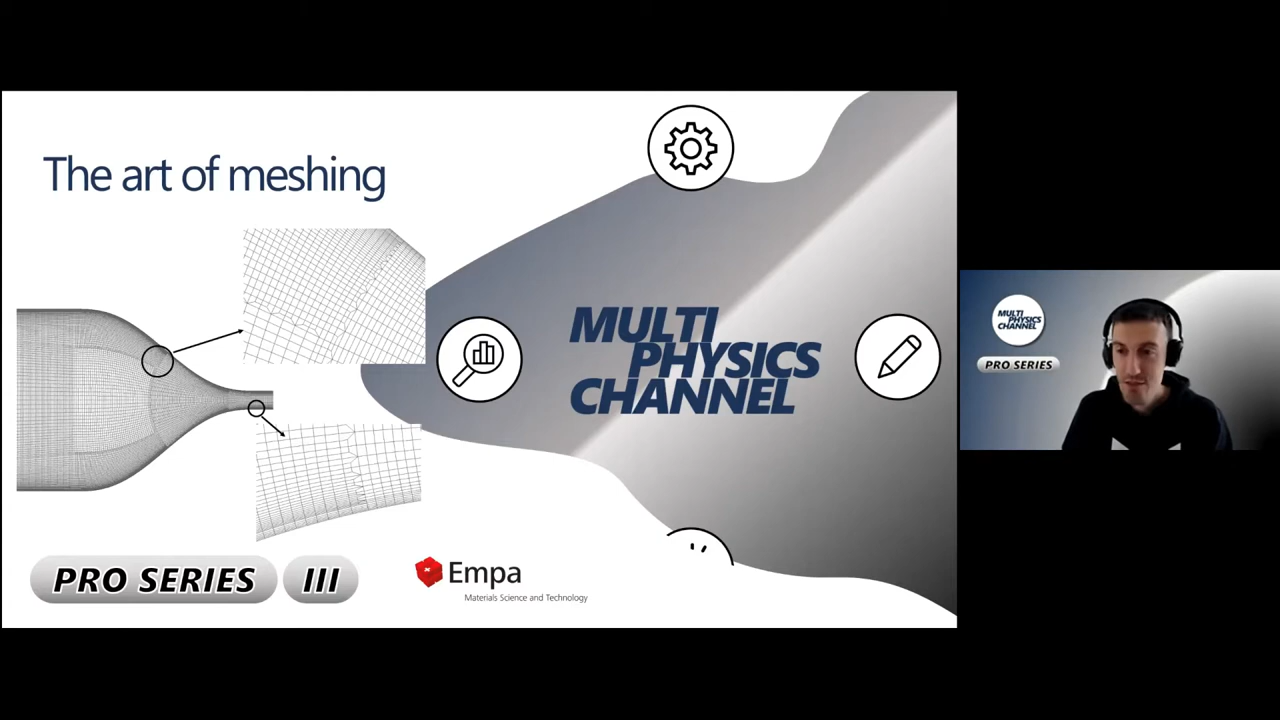 The art of meshing
MULTI
PHYSICS
CHANNEL
PRO SERIES III
Empa
Materials Science and Technology
MULTI
PHYSICS
CHANNEL
PRO SERIES